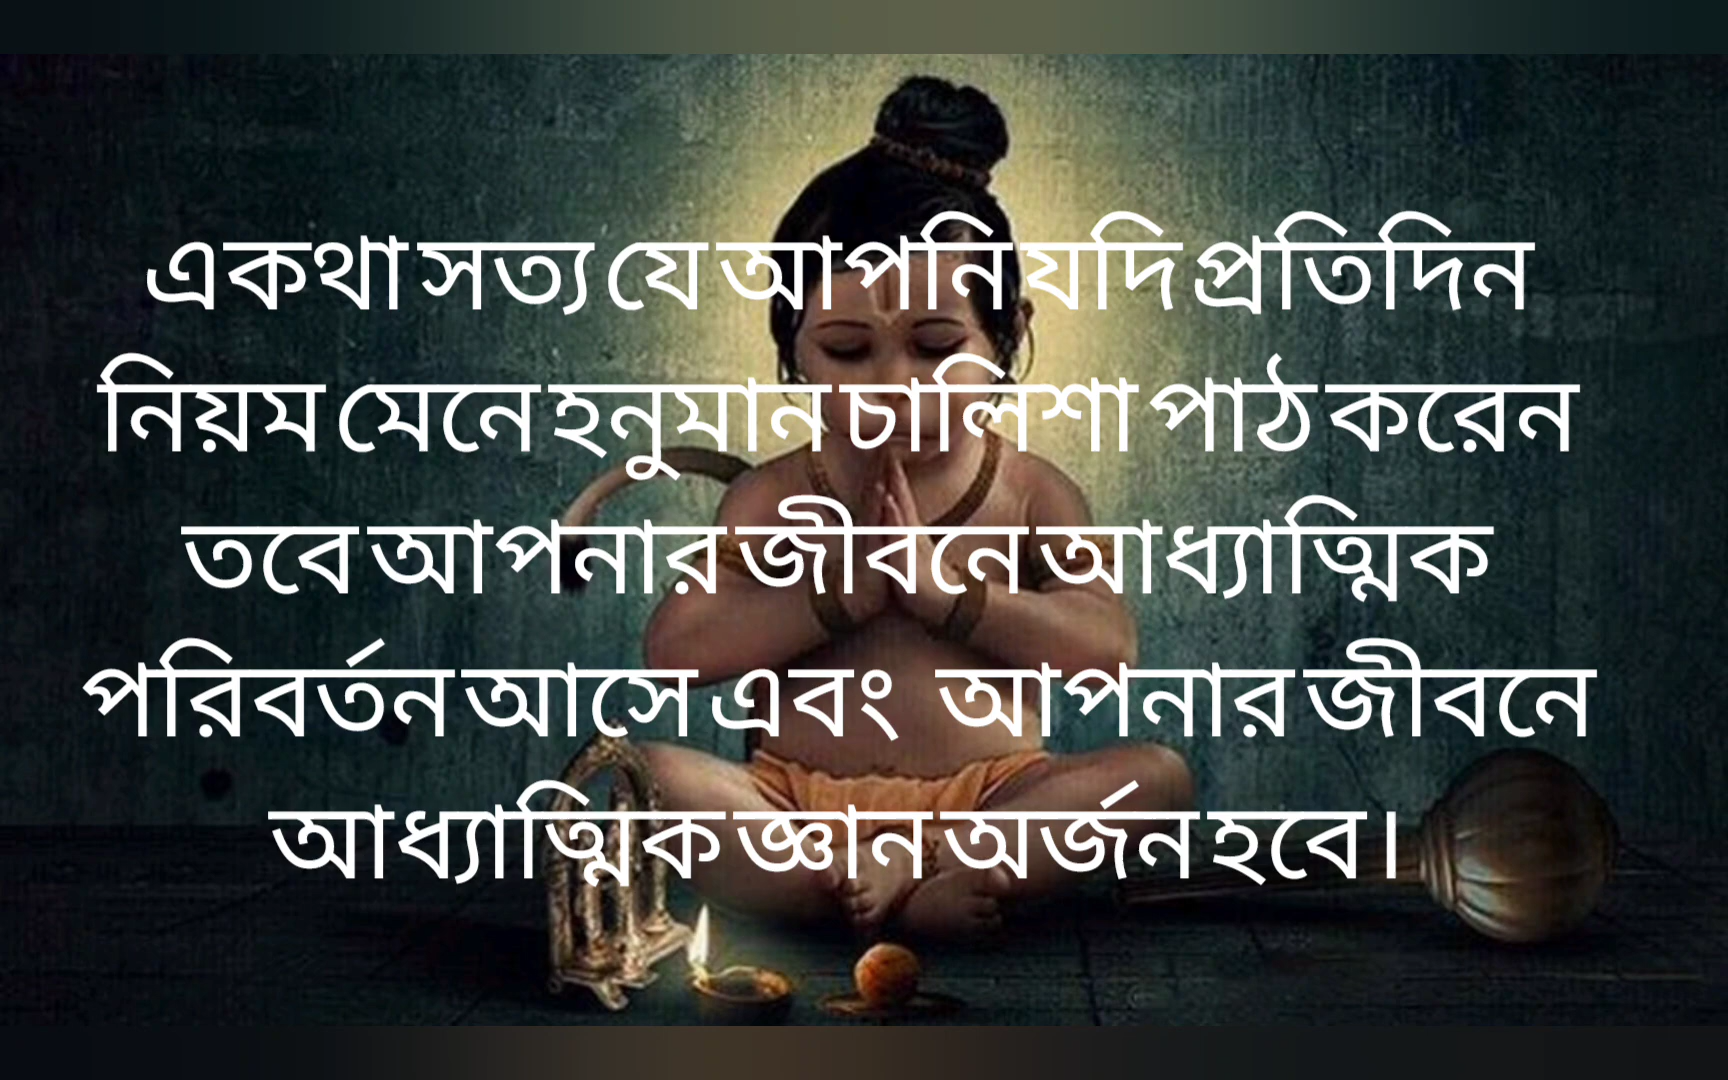 একথা সত্য যে আপনি যদি প্রতিদিন
নিয়ম মেনে হনুমান চালিশা পাঠ করেন
তবে আপনার জীবনে আধ্যাত্মিক
পরিবর্তন আসে এবং আপনার জীবনে
আধ্যাত্মিক জ্ঞান অর্জন হবে।